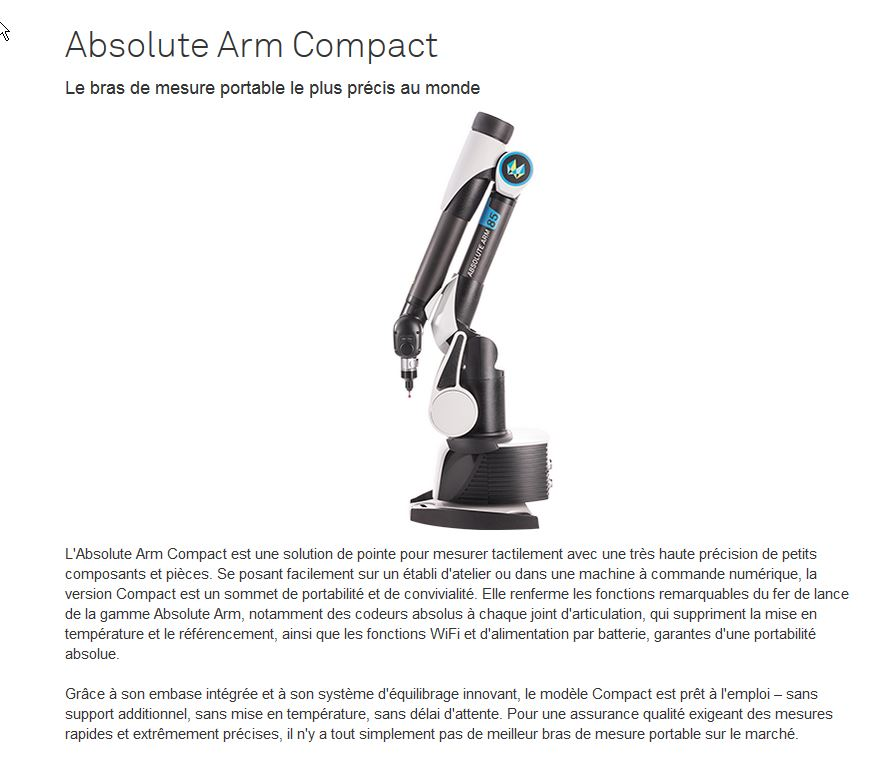 Absolute Arm Compact
Le bras de mesure portable le plus précis au monde
85
ABSOLUTE ARM
L'Absolute Arm Compact est une solution de pointe pour mesurer tactilement avec une très haute précision de petits
composants et pièces. Se posant facilement sur un établi d'atelier ou dans une machine à commande numérique, la
version Compact est un sommet de portabilité et de convivialité. Elle renferme les fonctions remarquables du fer de lance
de la gamme Absolute Arm, notamment des codeurs absolus à chaque joint d'articulation, qui suppriment la mise en
température et le référencement, ainsi que les fonctions WiFi et d'alimentation par batterie, garantes d'une portabilité
absolue.
Grâce à son embase intégrée et à son système d'équilibrage innovant, le modèle Compact est prêt à l'emploi – sans
support additionnel, sans mise en température, sans délai d'attente. Pour une assurance qualité exigeant des mesures
rapides et extrêmement précises, il n'y a tout simplement pas de meilleur bras de mesure portable sur le marché.